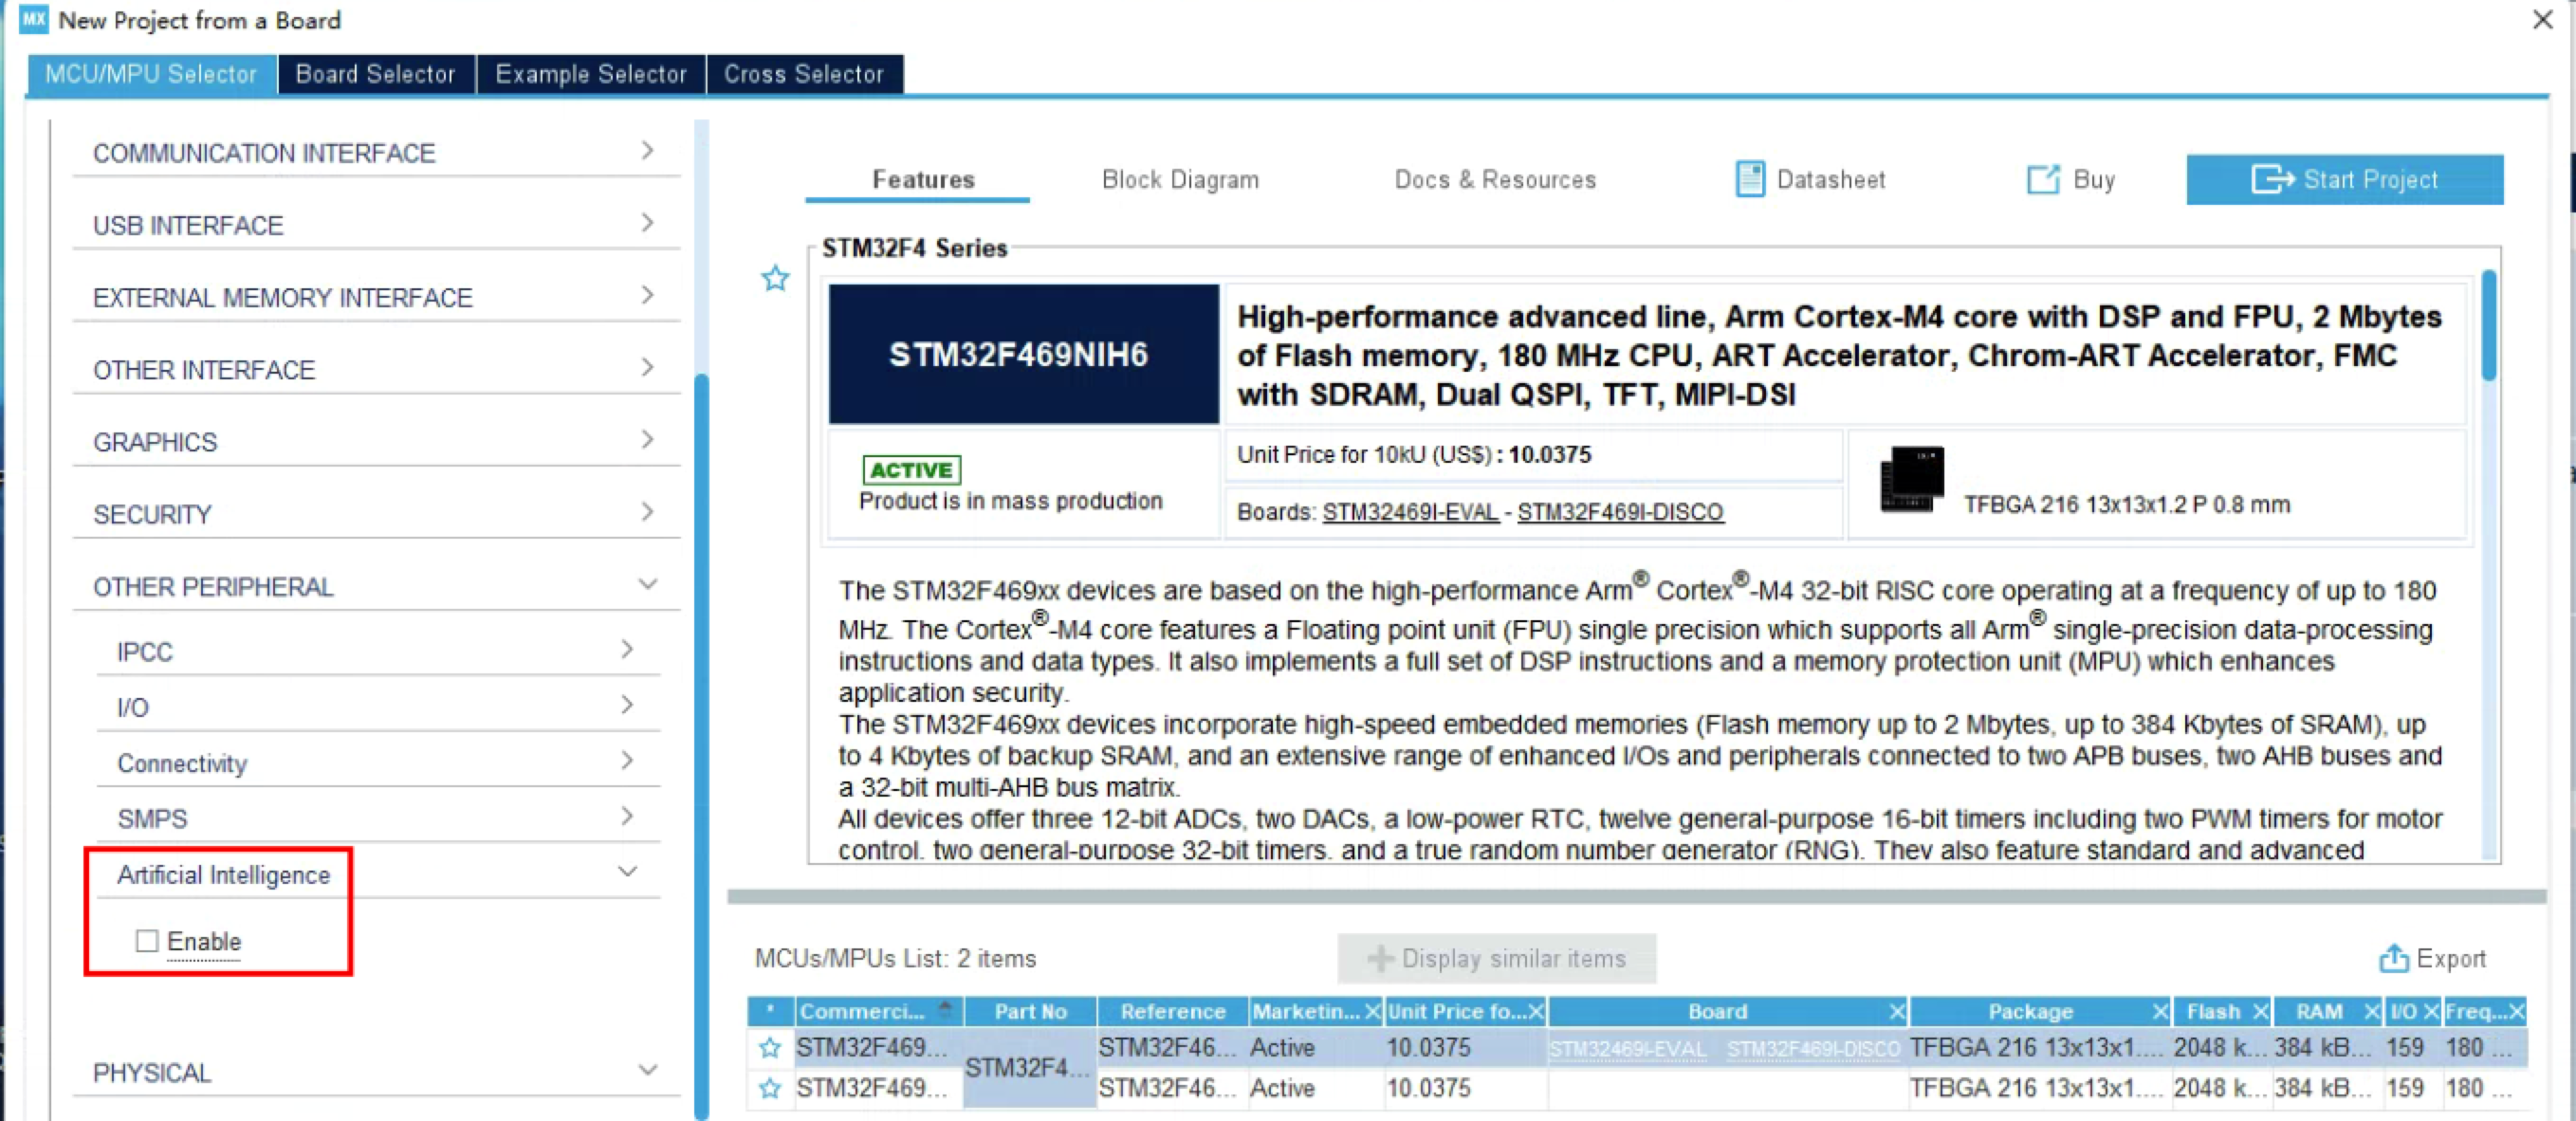 MX New Project from a Board
MCU/MPU Selector Board Selector Example Selector Cross Selector
COMMUNICATION INTERFACE
USB INTERFACE
EXTERNAL MEMORY INTERFACE
OTHER INTERFACE
GRAPHICS
SECURITY
OTHER PERIPHERAL
IPCC
I/O
Connectivity
SMPS
Artificial Intelligence
Enable
PHYSICAL
Features Block Diagram Docs & Resources Datasheet Buy Start Project
STM32F4 Series
STM32F469NIH6
High-performance advanced line, Arm Cortex-M4 core with DSP and FPU, 2 Mbytes
of Flash memory, 180 MHz CPU, ART Accelerator, Chrom-ART Accelerator, FMC
with SDRAM, Dual QSPI, TFT, MIPI-DSI
ACTIVE
Product is in mass production
Unit Price for 10kU (US$) : 10.0375
Boards: STM32469I-EVAL - STM32F469I-DISCO
TFBGA 216 13x13x1.2 P 0.8 mm
The STM32F469xx devices are based on the high-performance Arm® Cortex®-M4 32-bit RISC core operating at a frequency of up to 180
MHz. The Cortex®-M4 core features a Floating point unit (FPU) single precision which supports all Arm® single-precision data-processing
instructions and data types. It also implements a full set of DSP instructions and a memory protection unit (MPU) which enhances
application security.
The STM32F469xx devices incorporate high-speed embedded memories (Flash memory up to 2 Mbytes, up to 384 Kbytes of SRAM), up
to 4 Kbytes of backup SRAM, and an extensive range of enhanced I/Os and peripherals connected to two APB buses, two AHB buses and
a 32-bit multi-AHB bus matrix.
All devices offer three 12-bit ADCs, two DACs, a low-power RTC, twelve general-purpose 16-bit timers including two PWM timers for motor
control, two general-purpose 32-bit timers, and a true random number generator (RNG). They also feature standard and advanced
MCUs/MPUs List: 2 items Display similar items Export
* Commerci... Part No Reference Marketin... Unit Price fo... Board Package Flash RAM I/O Freq...
STM32F469... STM32F4... STM32F46... Active 10.0375 STM32469I-EVAL STM32F469I-DISCO TFBGA 216 13x13x1.... 2048 k... 384 kB... 159 180 ...
STM32F469... STM32F46... Active 10.0375 TFBGA 216 13x13x1.... 2048 k... 384 kB... 159 180 ...